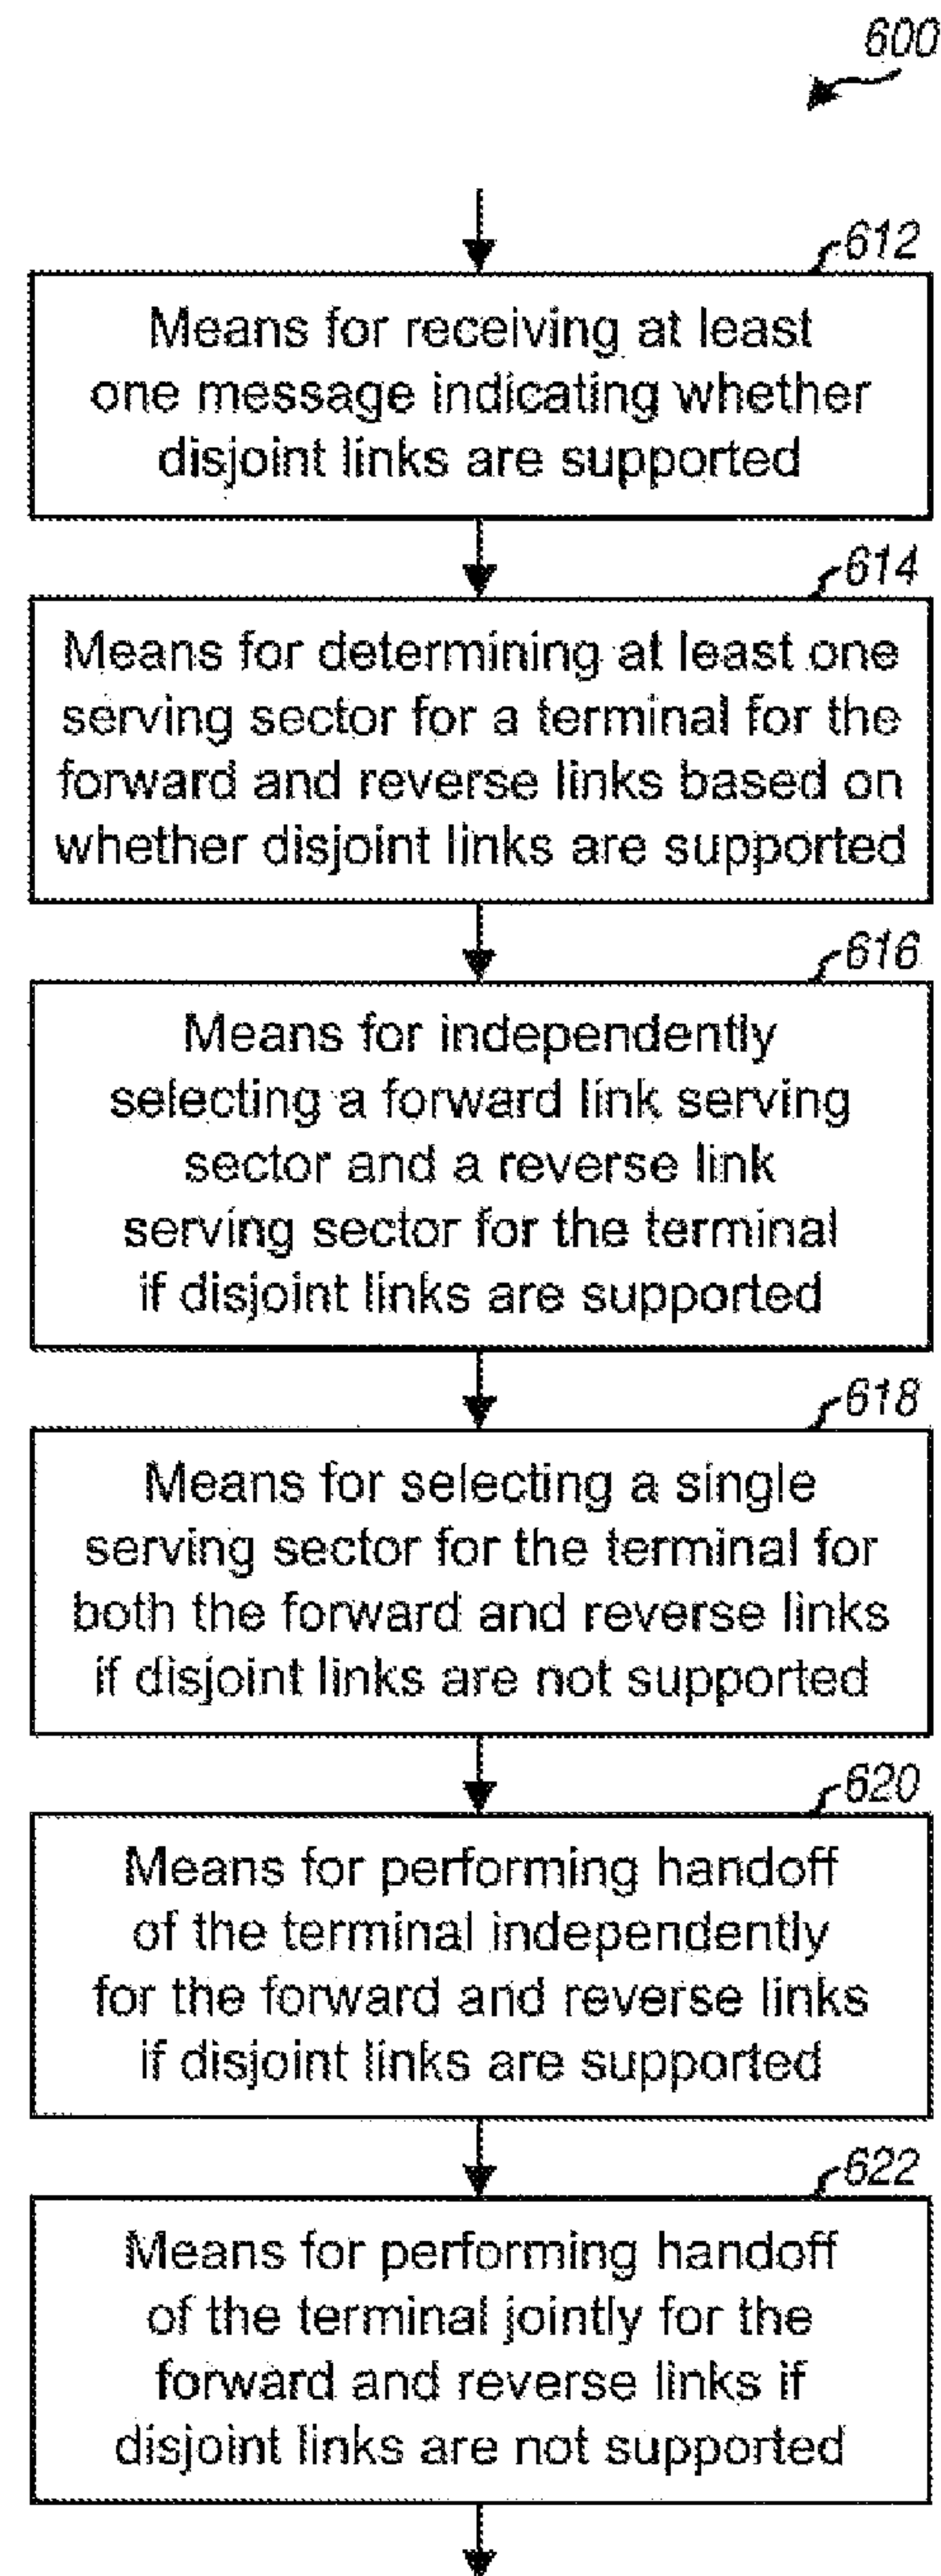 600
612
Means for receiving at least
one message indicating whether
disjoint links are supported
614
Means for determining at least one
serving sector for a terminal for the
forward and reverse links based on
whether disjoint links are supported
616
Means for independently
selecting a forward link serving
sector and a reverse link
serving sector for the terminal
if disjoint links are supported
618
Means for selecting a single
serving sector for the terminal for
both the forward and reverse links
if disjoint links are not supported
620
Means for performing handoff
of the terminal independently
for the forward and reverse links
if disjoint links are supported
622
Means for performing handoff
of the terminal jointly for the
forward and reverse links if
disjoint links are not supported